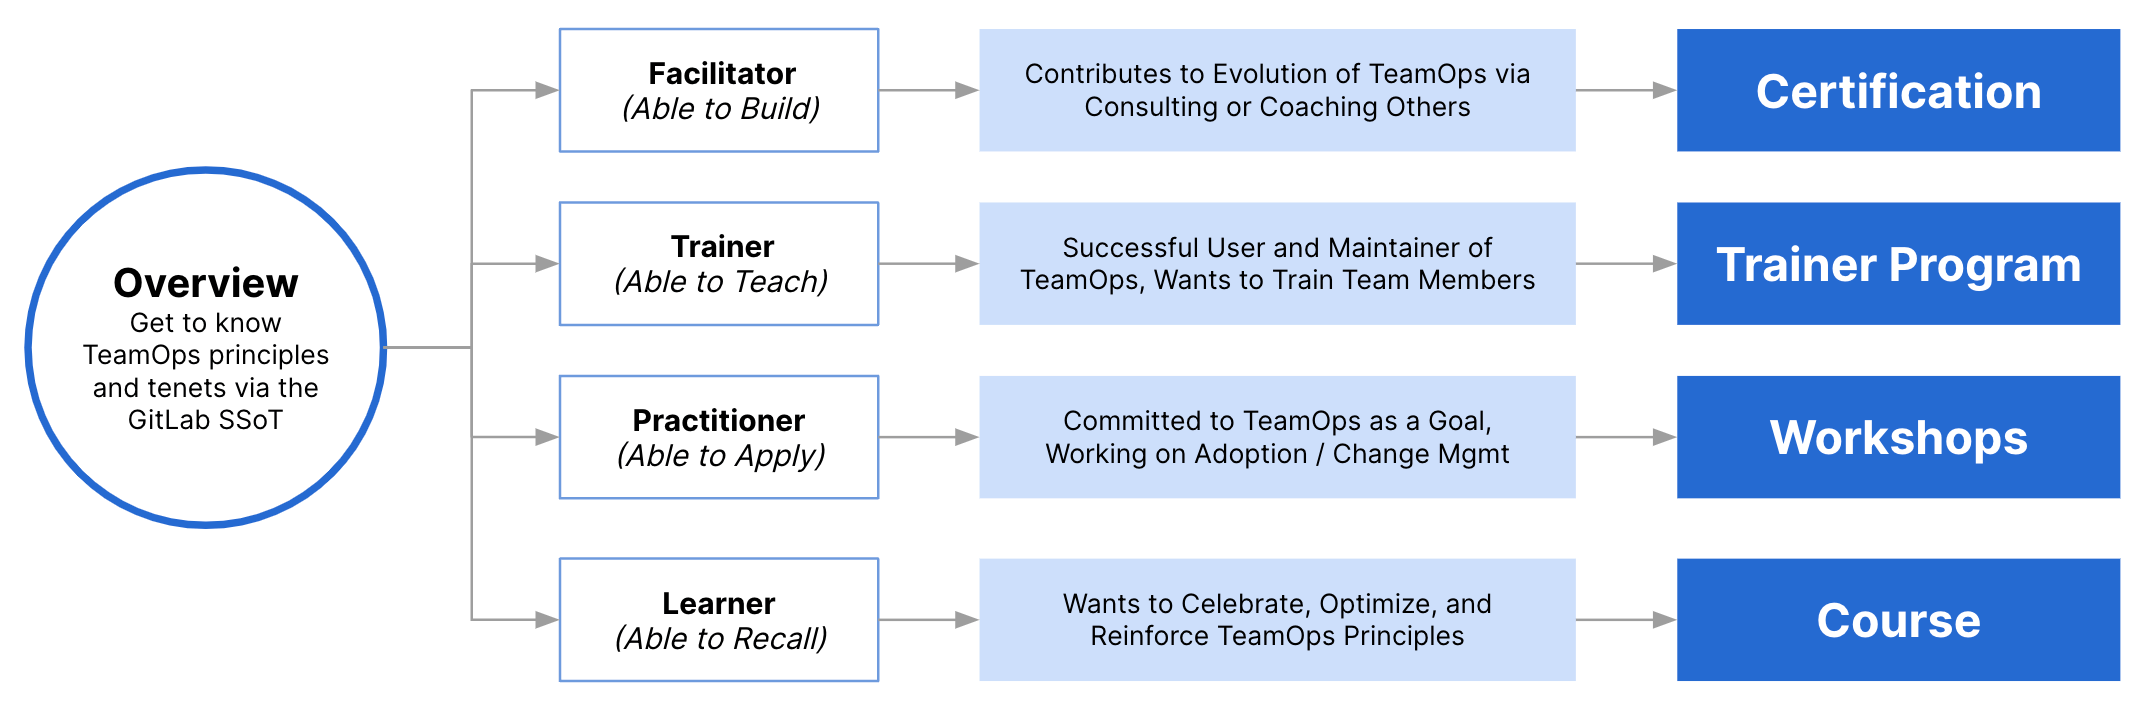 Overview
Get to know
TeamOps principles
and tenets via the
GitLab SSoT
Facilitator
(Able to Build)
Contributes to Evolution of TeamOps via
Consulting or Coaching Others
Certification
Trainer
(Able to Teach)
Successful User and Maintainer of
TeamOps, Wants to Train Team Members
Trainer Program
Practitioner
(Able to Apply)
Committed to TeamOps as a Goal,
Working on Adoption / Change Mgmt
Workshops
Learner
(Able to Recall)
Wants to Celebrate, Optimize, and
Reinforce TeamOps Principles
Course